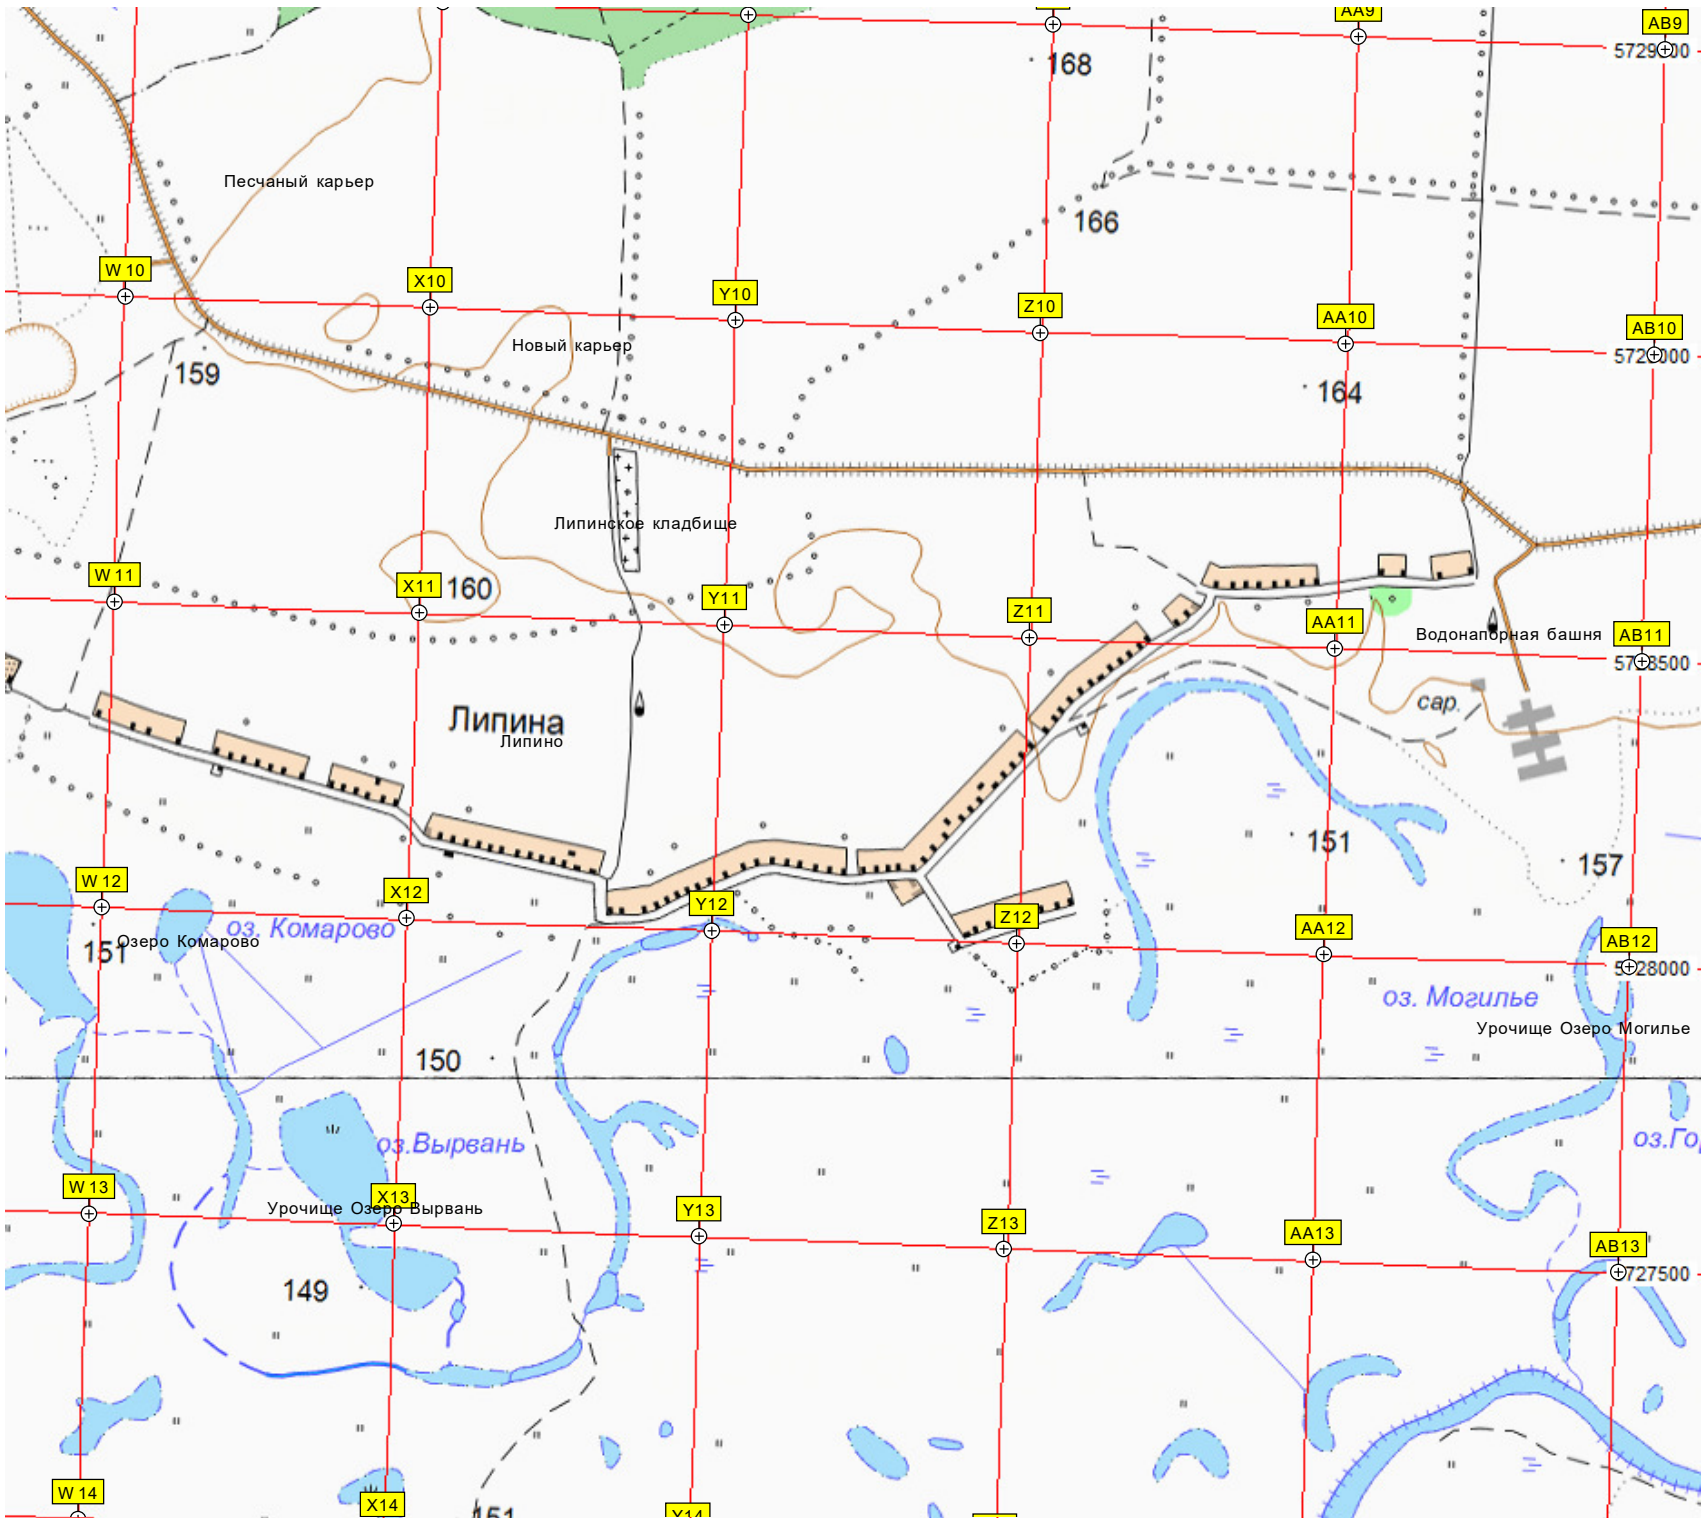 AA9
AB9
5729000
168
Песчаный карьер
166
W 10
X10
Y10
Z10
AA10
AB10
Новый карьер
159
164
Липинское кладбище
W 11
X11
160
Y11
Z11
AA11
Водонапорная башня
AB11
сар.
Липина
Липино
151
157
W 12
X12
Y12
Z12
AA12
AB12
оз. Комарово
151
Озеро Комарово
5728000
оз. Могилье
Урочище Озеро Могилье
150
оз.Вырвань
W 13
X13
Y13
Z13
AA13
AB13
Урочище Озеро Вырвань
149
W 14
X14
Y14
151